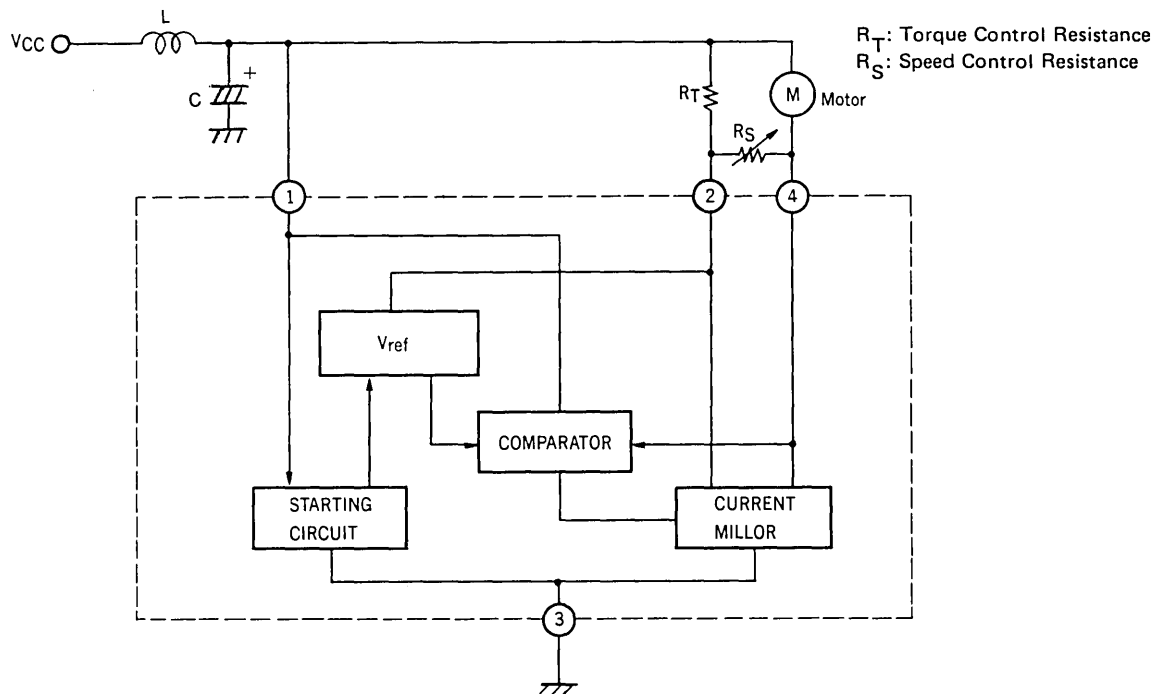 L
VCC
C
+
RT
M
Motor
RS
RT: Torque Control Resistance
RS: Speed Control Resistance
1
2
4
Vref
COMPARATOR
STARTING
CIRCUIT
CURRENT
MILLOR
3